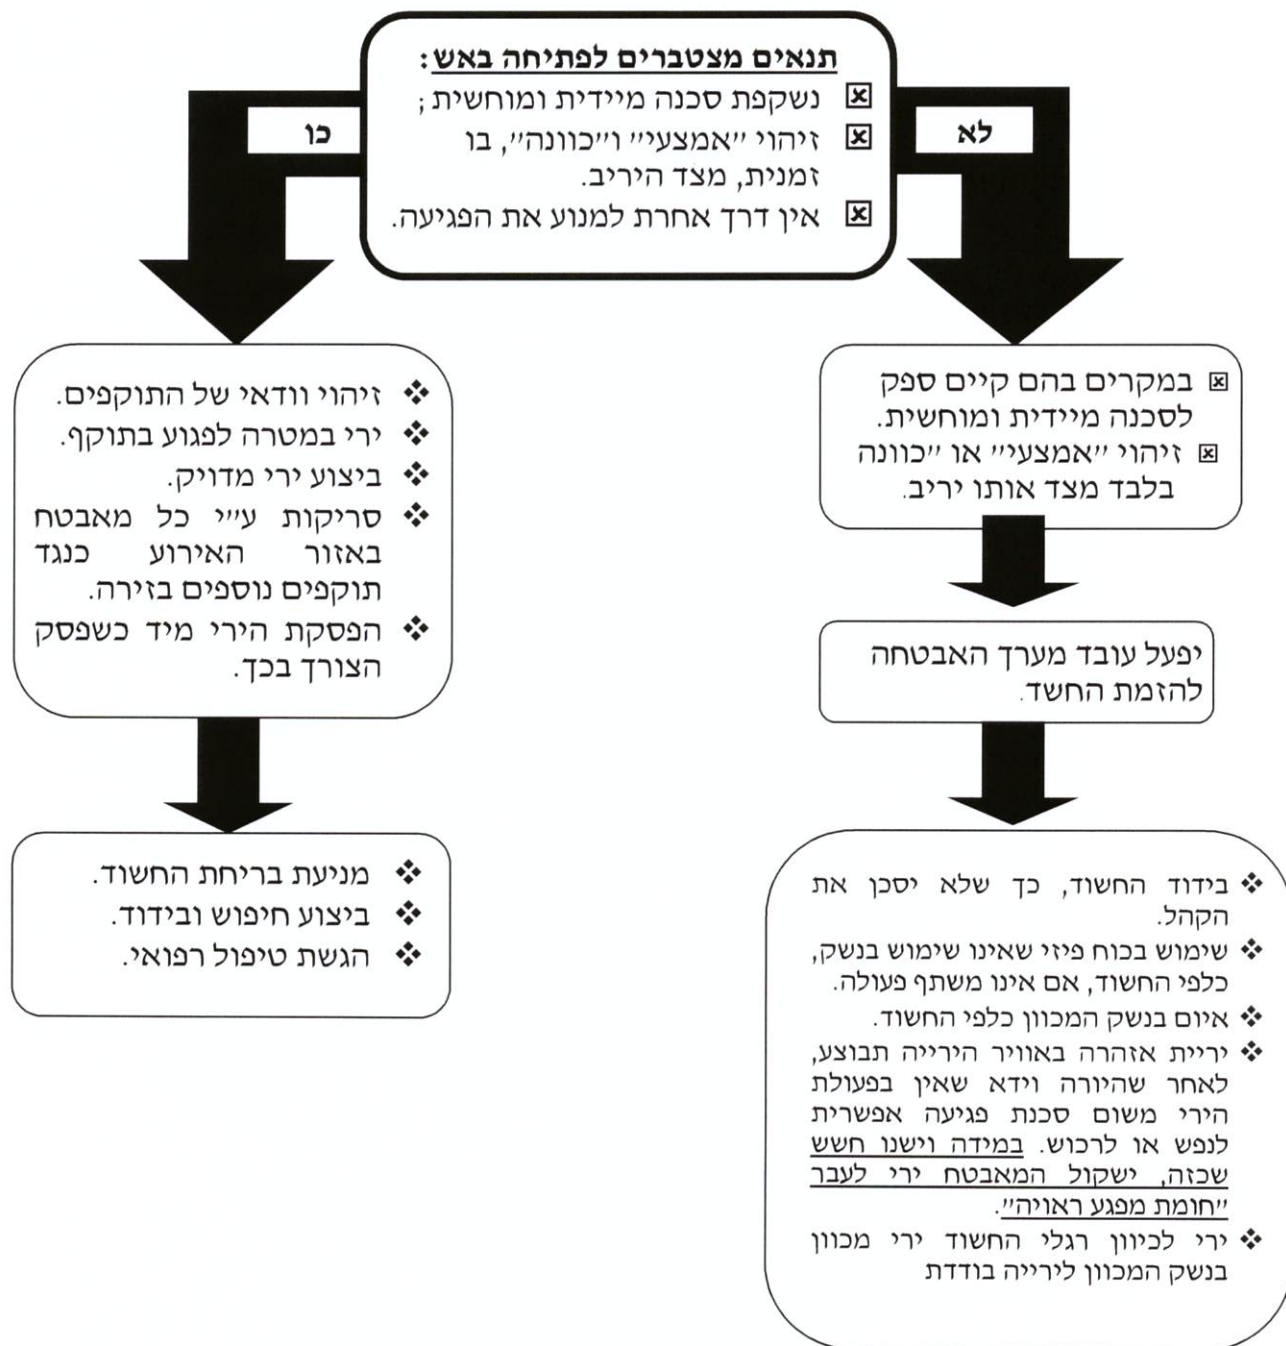 תנאים מצטברים לפתיחה באש:
נשקפת סכנה מיידית ומוחשית;
זיהוי "אמצעי" ו"כוונה", בו
זמנית, מצד היריב.
אין דרך אחרת למנוע את הפגיעה.
לא
במקרים בהם קיים ספק
לסכנה מיידית ומוחשית.
זיהוי "אמצעי" או "כוונה
בלבד מצד אותו יריב.
יפעל עובד מערך האבטחה
להזמת החשד.
בידוד החשוד, כך שלא יסכן את
הקהל.
שימוש בכוח פיזי שאינו שימוש בנשק,
כלפי החשוד, אם אינו משתף פעולה.
איום בנשק המכוון כלפי החשוד.
יריית אזהרה באוויר הירייה תבוצע,
לאחר שהיורה וידא שאין בפעולת
הירי משום סכנת פגיעה אפשרית
לנפש או לרכוש. במידה וישנו חשש
שכזה, ישקול המאבטח ירי לעבר
"חומת מפגע ראויה".
ירי לכיוון רגלי החשוד ירי מכוון
בנשק המכוון לירייה בודדת
כן
זיהוי וודאי של התוקפים.
ירי במטרה לפגוע בתוקף.
ביצוע ירי מדויק.
סריקות ע"י כל מאבטח
באזור האירוע כנגד
תוקפים נוספים בזירה.
הפסקת הירי מיד כשפסק
הצורך בכך.
מניעת בריחת החשוד.
ביצוע חיפוש ובידוד.
הגשת טיפול רפואי.